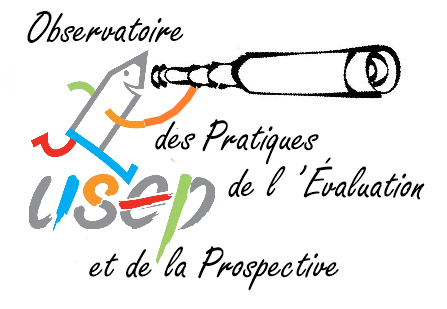 Observatoire
des Pratiques
usep
de l 'Évaluation
et de la Prospective